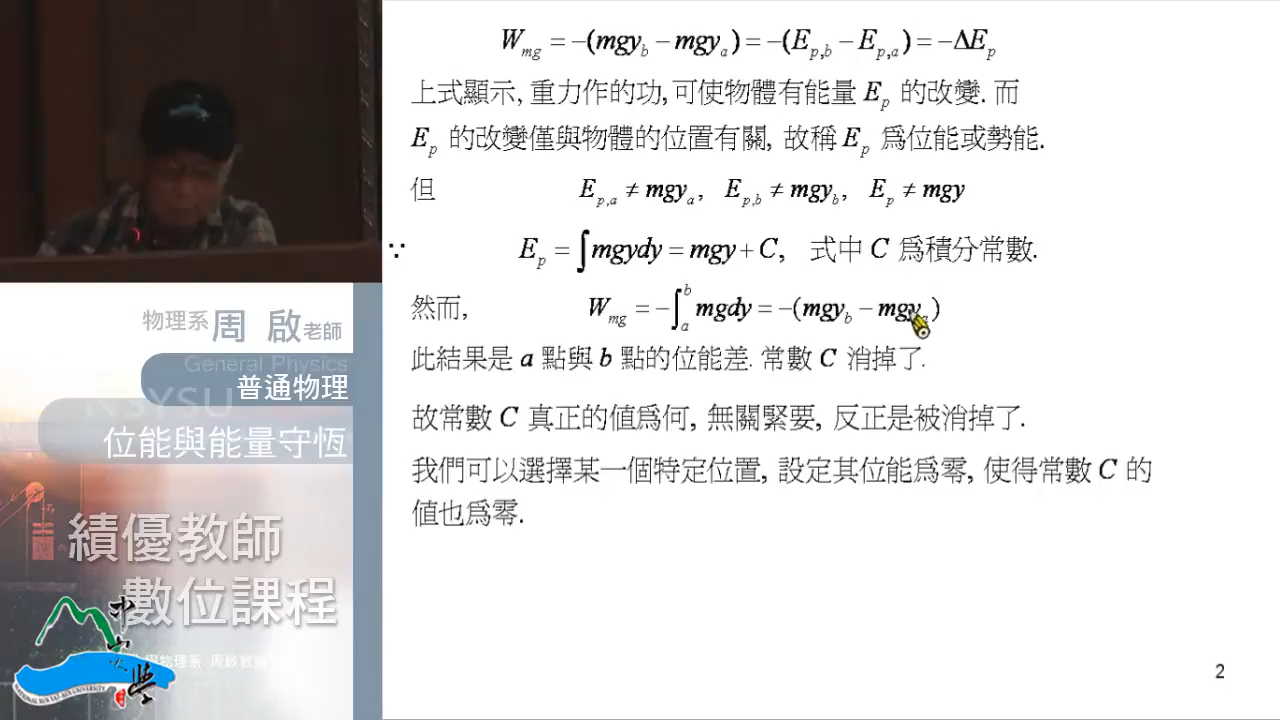 W_mg = −(mgy_b − mgy_a) = −(E_p,b − E_p,a) = −ΔE_p
上式顯示, 重力作的功, 可使物體有能量 E_p 的改變. 而
E_p 的改變僅與物體的位置有關, 故稱 E_p 爲位能或勢能.
但 E_p,a ≠ mgy_a, E_p,b ≠ mgy_b, E_p ≠ mgy
∵ E_p = ∫mgydy = mgy + C, 式中 C 爲積分常數.
然而, W_mg = −∫_a^b mgdy = −(mgy_b − mgy_a)
此結果是 a 點與 b 點的位能差. 常數 C 消掉了.
故常數 C 真正的值爲何, 無關緊要, 反正是被消掉了.
我們可以選擇某一個特定位置, 設定其位能爲零, 使得常數 C 的
值也爲零.
2
物理系 周 啟 老師
General Physics
普通物理
NSYSU
位能與能量守恆
績優教師
數位課程